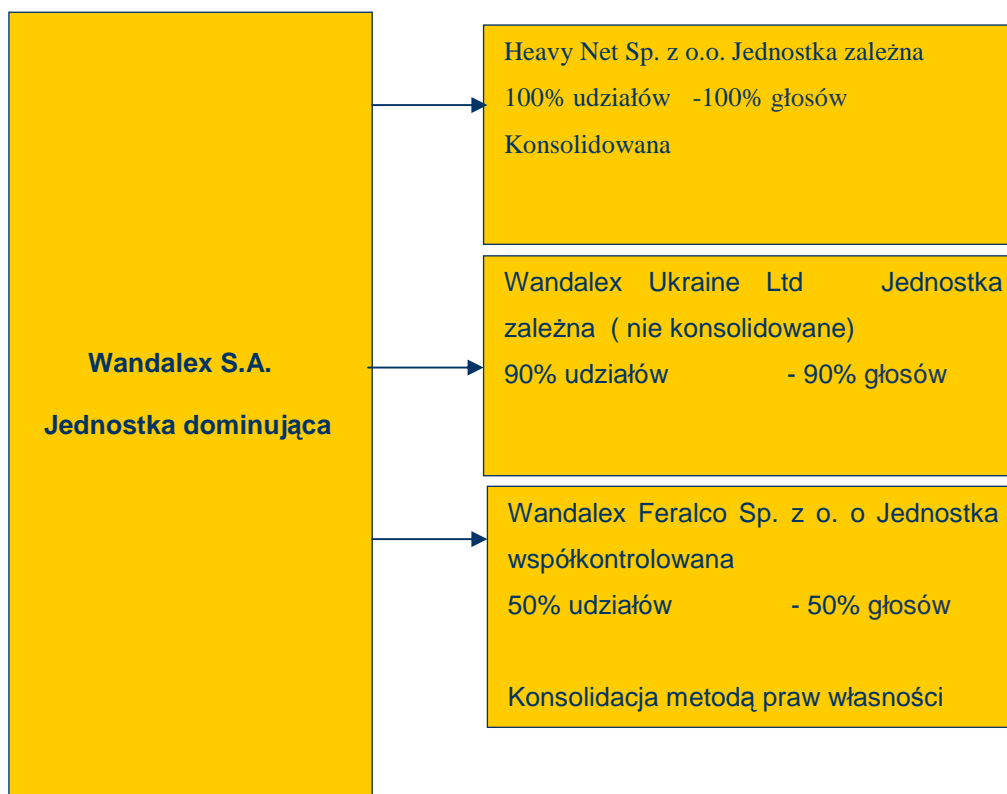 Wandalex S.A.
Jednostka dominująca
Heavy Net Sp. z o.o. Jednostka zależna
100% udziałów -100% głosów
Konsolidowana
Wandalex Ukraine Ltd Jednostka
zależna ( nie konsolidowane)
90% udziałów - 90% głosów
Wandalex Feralco Sp. z o. o Jednostka
współkontrolowana
50% udziałów - 50% głosów
Konsolidacja metodą praw własności